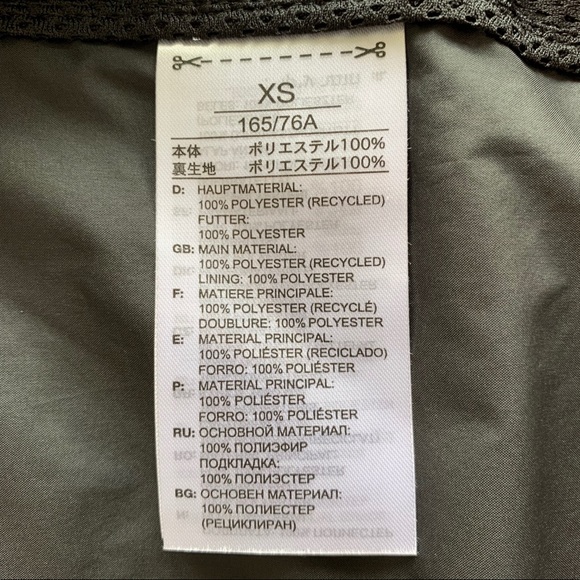 XS
165/76A
本体 ポリエステル100%
裏生地 ポリエステル100%
D: HAUPTMATERIAL:
100% POLYESTER (RECYCLED)
FUTTER:
100% POLYESTER
GB: MAIN MATERIAL:
100% POLYESTER (RECYCLED)
LINING: 100% POLYESTER
F: MATIERE PRINCIPALE:
100% POLYESTER (RECYCLÉ)
DOUBLURE: 100% POLYESTER
E: MATERIAL PRINCIPAL:
100% POLIÉSTER (RECICLADO)
FORRO: 100% POLIÉSTER
P: MATERIAL PRINCIPAL:
100% POLIÉSTER
FORRO: 100% POLIÉSTER
RU: ОСНОВНОЙ МАТЕРИАЛ:
100% ПОЛИЭФИР
ПОДКЛАДКА:
100% ПОЛИЭСТЕР
BG: ОСНОВЕН МАТЕРИАЛ:
100% ПОЛИЕСТЕР
(РЕЦИКЛИРАН)